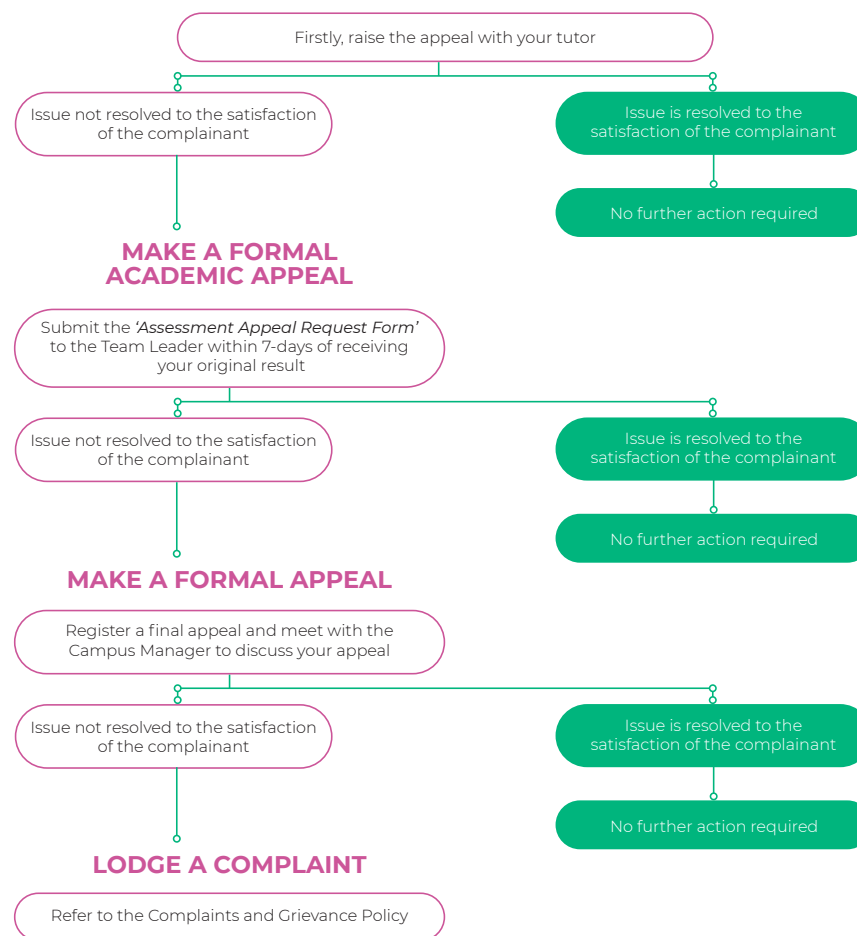 Firstly, raise the appeal with your tutor
Issue not resolved to the satisfaction
of the complainant
Issue is resolved to the
satisfaction of the complainant
No further action required
MAKE A FORMAL
ACADEMIC APPEAL
Submit the ‘Assessment Appeal Request Form’
to the Team Leader within 7-days of receiving
your original result
Issue not resolved to the satisfaction
of the complainant
Issue is resolved to the
satisfaction of the complainant
No further action required
MAKE A FORMAL APPEAL
Register a final appeal and meet with the
Campus Manager to discuss your appeal
Issue not resolved to the satisfaction
of the complainant
Issue is resolved to the
satisfaction of the complainant
No further action required
LODGE A COMPLAINT
Refer to the Complaints and Grievance Policy